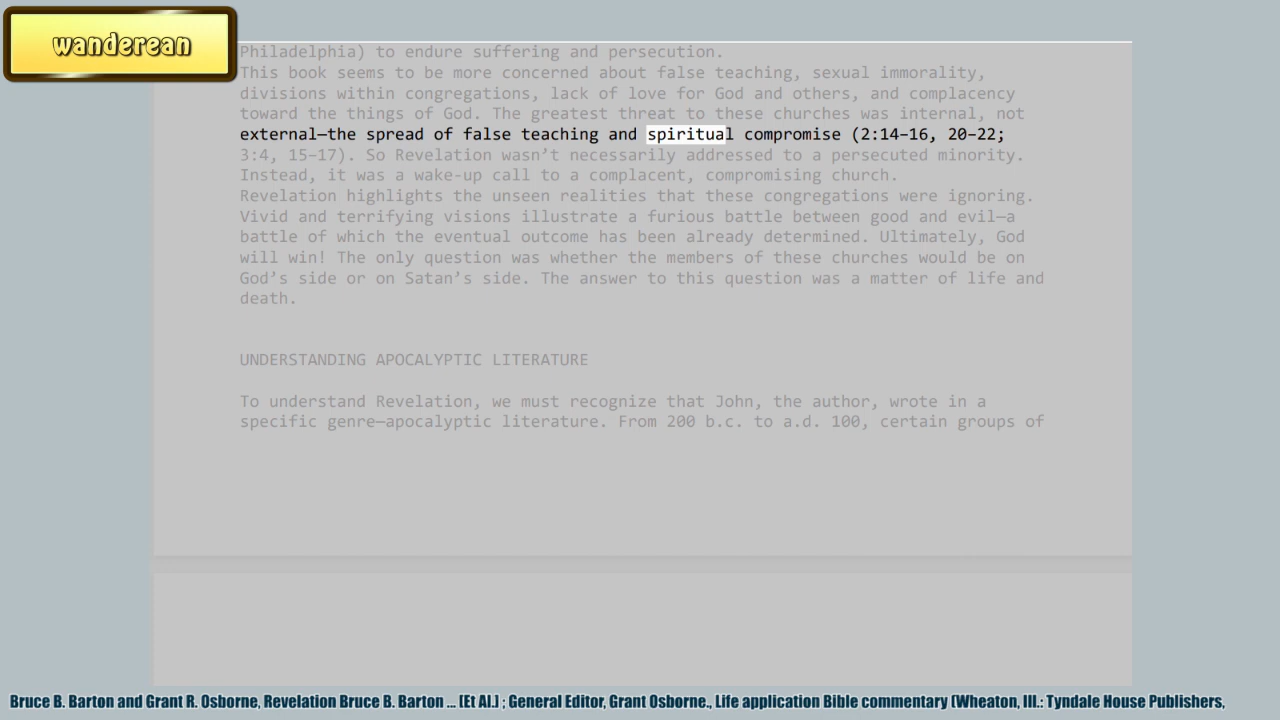 wanderean
Philadelphia) to endure suffering and persecution.
This book seems to be more concerned about false teaching, sexual immorality,
divisions within congregations, lack of love for God and others, and complacency
toward the things of God. The greatest threat to these churches was internal, not
external—the spread of false teaching and spiritual compromise (2:14–16, 20–22;
3:4, 15–17). So Revelation wasn’t necessarily addressed to a persecuted minority.
Instead, it was a wake-up call to a complacent, compromising church.
Revelation highlights the unseen realities that these congregations were ignoring.
Vivid and terrifying visions illustrate a furious battle between good and evil—a
battle of which the eventual outcome has been already determined. Ultimately, God
will win! The only question was whether the members of these churches would be on
God’s side or on Satan’s side. The answer to this question was a matter of life and
death.
UNDERSTANDING APOCALYPTIC LITERATURE
To understand Revelation, we must recognize that John, the author, wrote in a
specific genre—apocalyptic literature. From 200 b.c. to a.d. 100, certain groups of
Bruce B. Barton and Grant R. Osborne, Revelation Bruce B. Barton ... [Et Al.] ; General Editor, Grant Osborne., Life application Bible commentary (Wheaton, Ill.: Tyndale House Publishers,